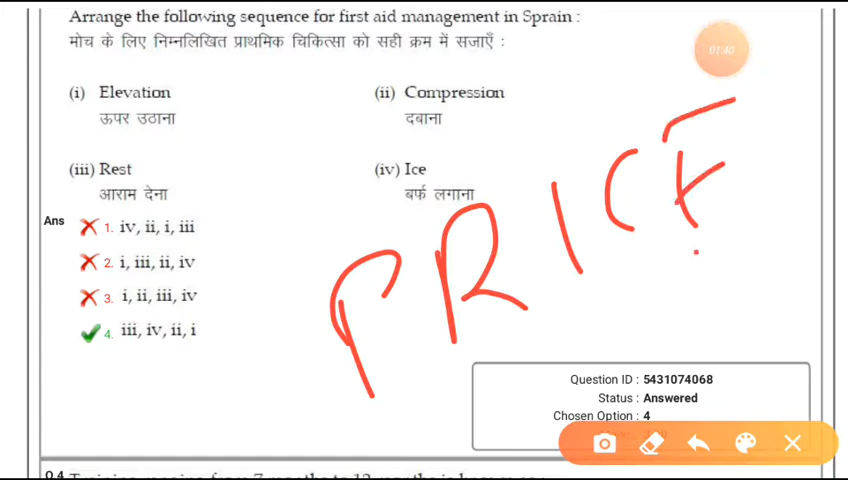 Arrange the following sequence for first aid management in Sprain :
मोच के लिए निम्नलिखित प्राथमिक चिकित्सा को सही क्रम में सजाएँ :
01:40
(i) Elevation (ii) Compression
ऊपर उठाना दबाना
(iii) Rest (iv) Ice
आराम देना बर्फ लगाना
Ans 1. iv, ii, i, iii
2. i, iii, ii, iv
3. i, ii, iii, iv
4. iii, iv, ii, i
PRICE
Question ID : 5431074068
Status : Answered
Chosen Option : 4